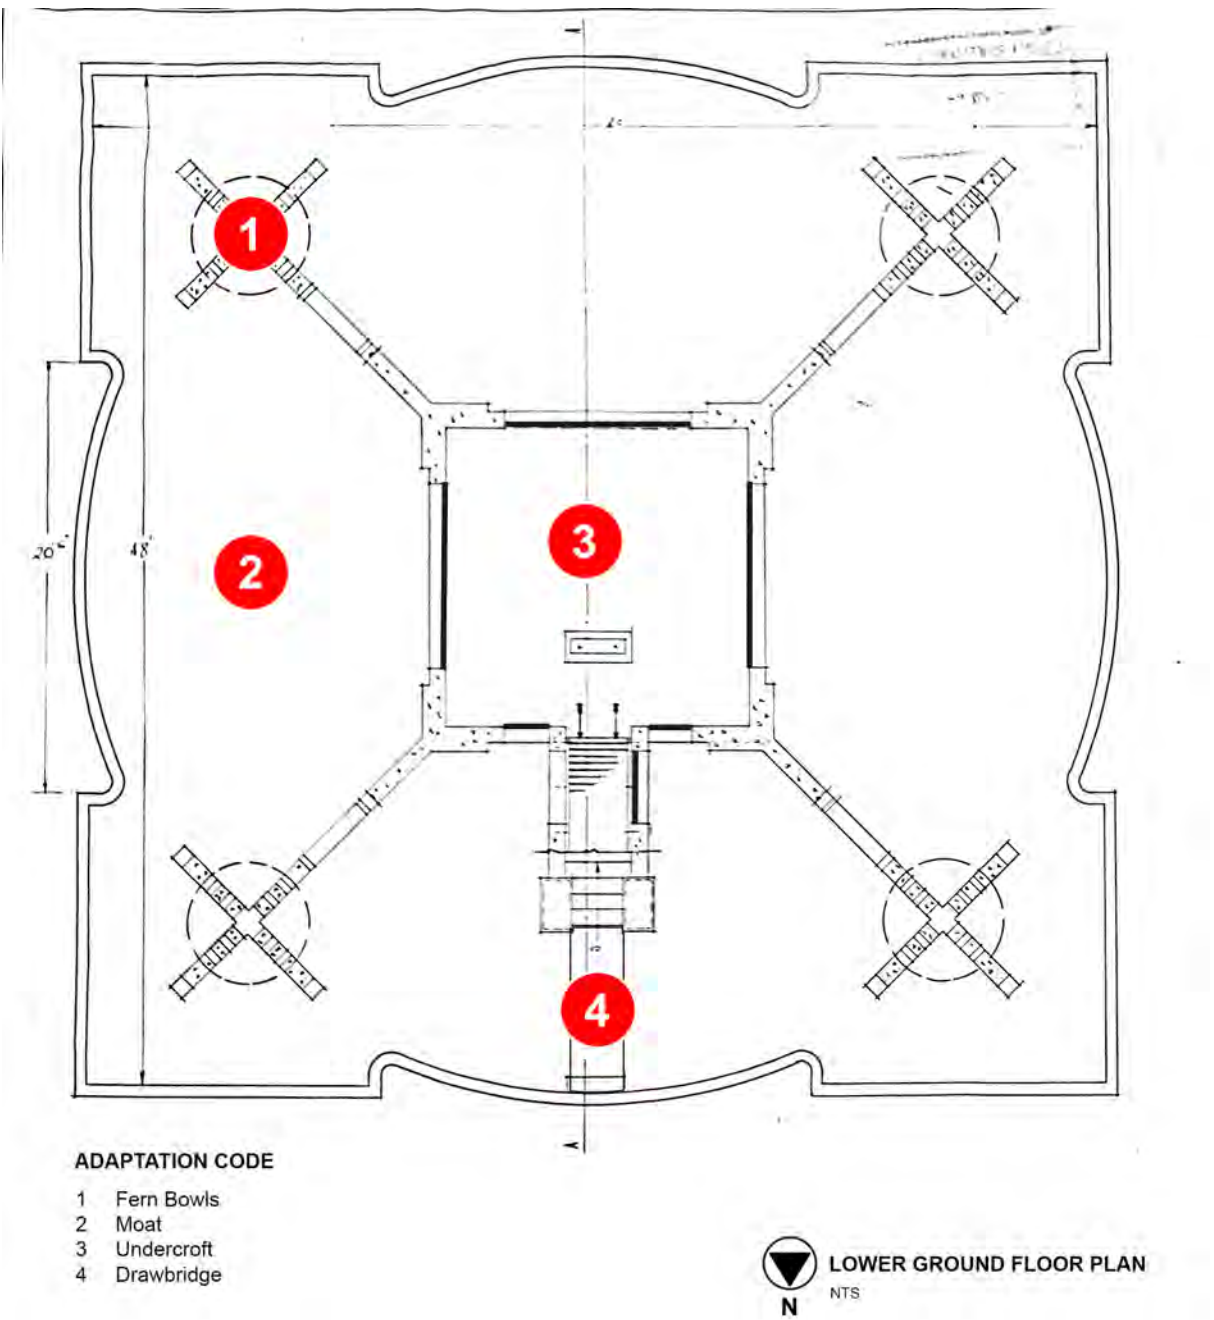 1
2
3
4
20'
48'
ADAPTATION CODE
1 Fern Bowls
2 Moat
3 Undercroft
4 Drawbridge
LOWER GROUND FLOOR PLAN
NTS
N